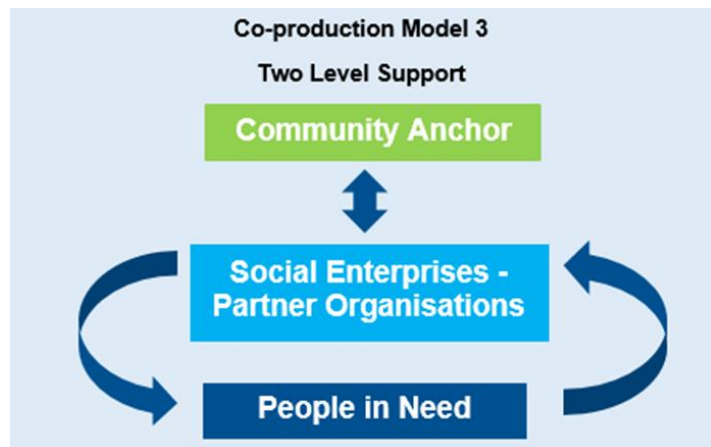 Co-production Model 3
Two Level Support
Community Anchor
Social Enterprises -
Partner Organisations
People in Need